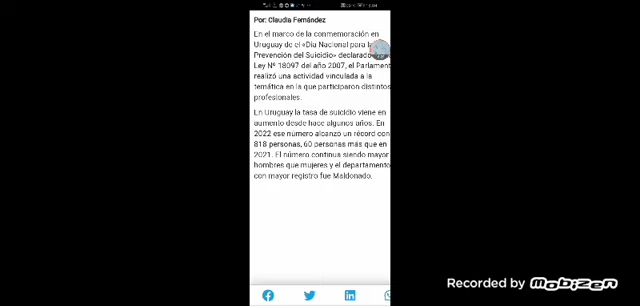 Por: Claudia Fernández
En el marco de la conmemoración en
Uruguay de el «Día Nacional para la
Prevención del Suicidio» declarado
Ley Nº 18097 del año 2007, el Parlament
realizó una actividad vinculada a la
temática en la que participaron distintos
profesionales.
En Uruguay la tasa de suicidio viene en
aumento desde hace algunos años. En
2022 ese número alcanzó un récord con
818 personas, 60 personas más que en
2021. El número continua siendo mayor
hombres que mujeres y el departamento
con mayor registro fue Maldonado.
Recorded by mobizen